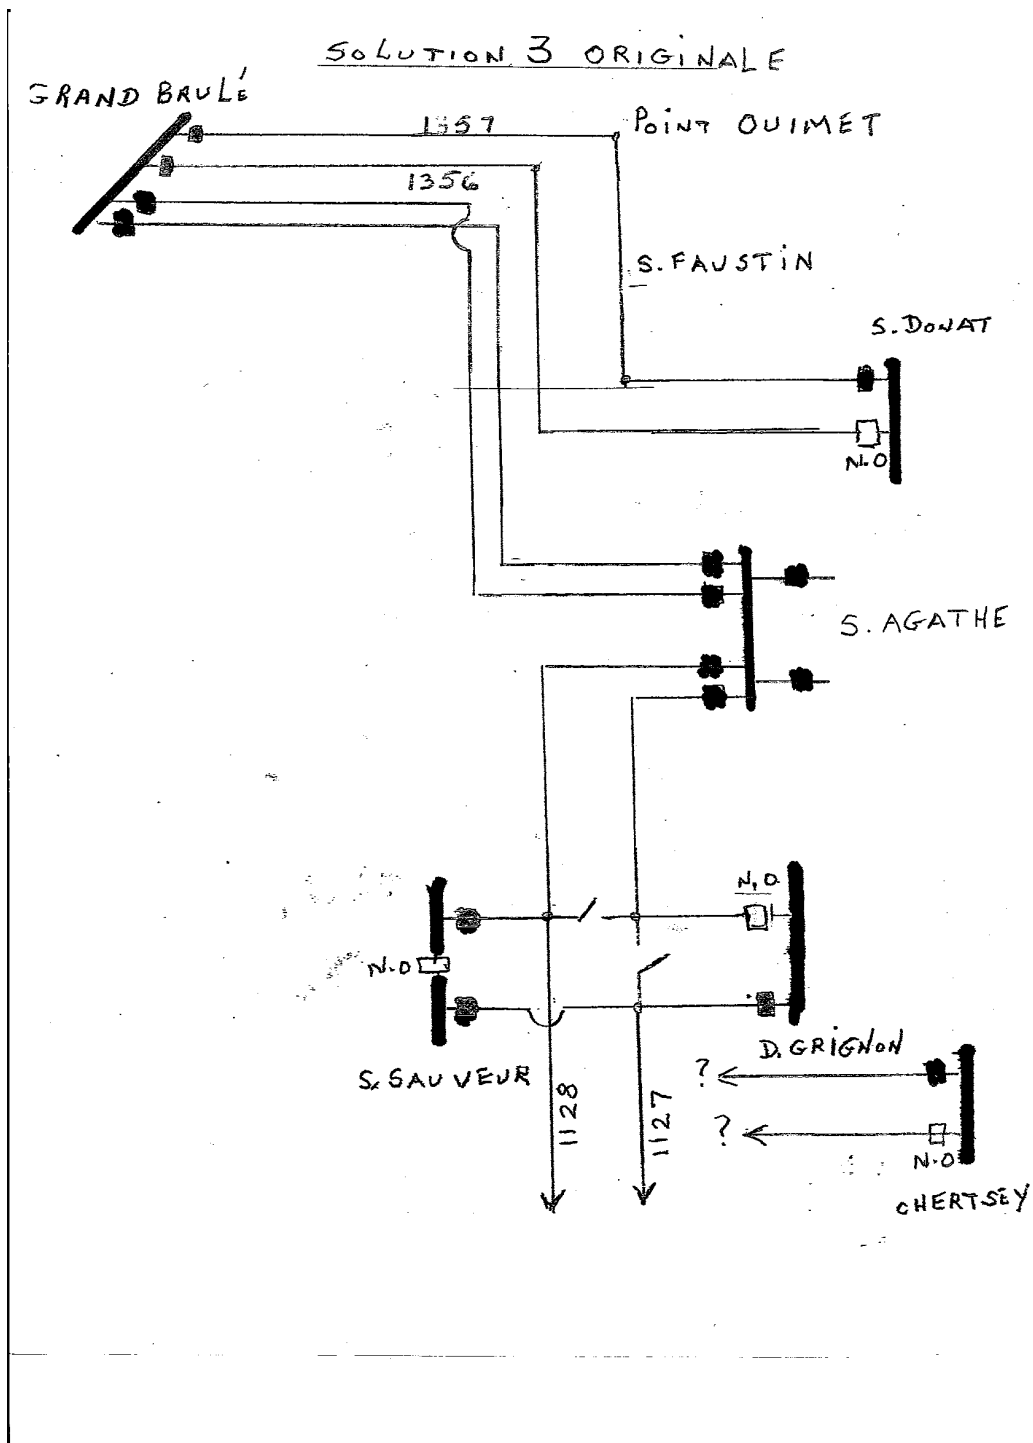 SOLUTION 3 ORIGINALE
GRAND BRULÉ
1357
POINT OUIMET
1356
S. FAUSTIN
S. DONAT
N.O
S. AGATHE
N.O
N.O
S. SAUVEUR
D. GRIGNON
?
?
1128
1127
N.O
CHERTSEY